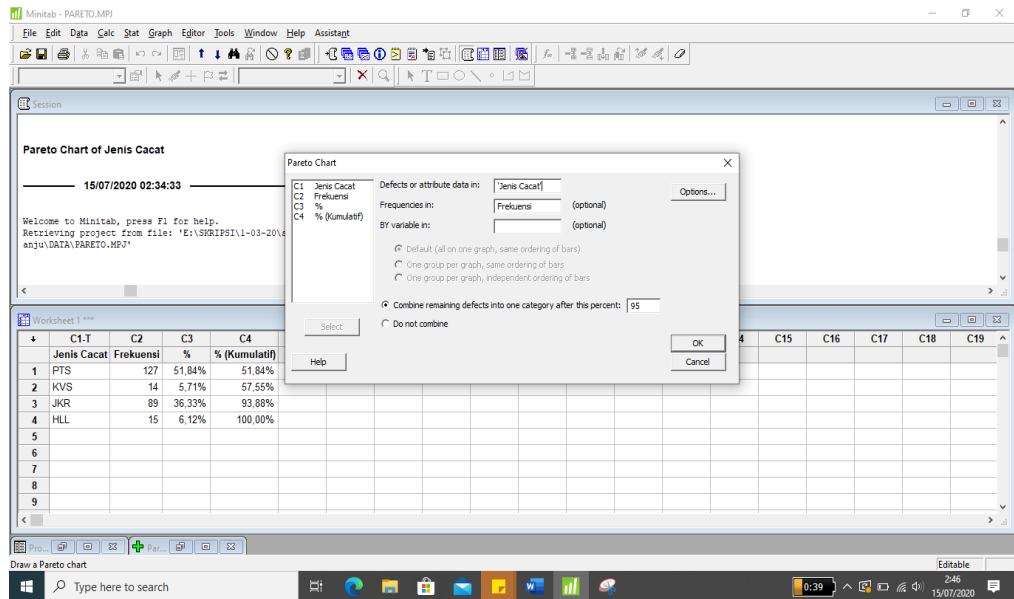 Minitab - PARETO.MPJ
File Edit Data Calc Stat Graph Editor Tools Window Help Assistant
Session
Pareto Chart of Jenis Cacat
15/07/2020 02:34:33
Welcome to Minitab, press F1 for help.
Retrieving project from file: 'E:\SKRIPSI\1-03-20\
anju\DATA\PARETO.MPJ'
Pareto Chart
C1 Jenis Cacat
C2 Frekuensi
C3 %
C4 % (Kumulatif)
Defects or attribute data in: 'Jenis Cacat'
Frequencies in: Frekuensi (optional)
BY variable in: (optional)
Default (all on one graph, same ordering of bars)
One group per graph, same ordering of bars
One group per graph, independent ordering of bars
Combine remaining defects into one category after this percent: 95
Do not combine
Options...
Select
Help
OK
Cancel
Worksheet 1 ***
C1-T C2 C3 C4 4 C15 C16 C17 C18 C19
Jenis Cacat Frekuensi % % (Kumulatif)
1 PTS 127 51,84% 51,84%
2 KVS 14 5,71% 57,55%
3 JKR 89 36,33% 93,88%
4 HLL 15 6,12% 100,00%
5
6
7
8
9
Pro... Par...
Draw a Pareto chart Editable
Type here to search
0:39
2:46
15/07/2020